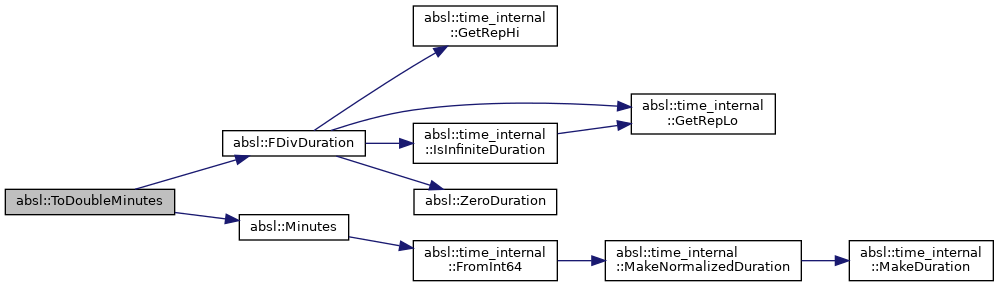 absl::time_internal
::GetRepHi
absl::time_internal
::GetRepLo
absl::FDivDuration
absl::time_internal
::IsInfiniteDuration
absl::ToDoubleMinutes
absl::ZeroDuration
absl::Minutes
absl::time_internal
::FromInt64
absl::time_internal
::MakeNormalizedDuration
absl::time_internal
::MakeDuration